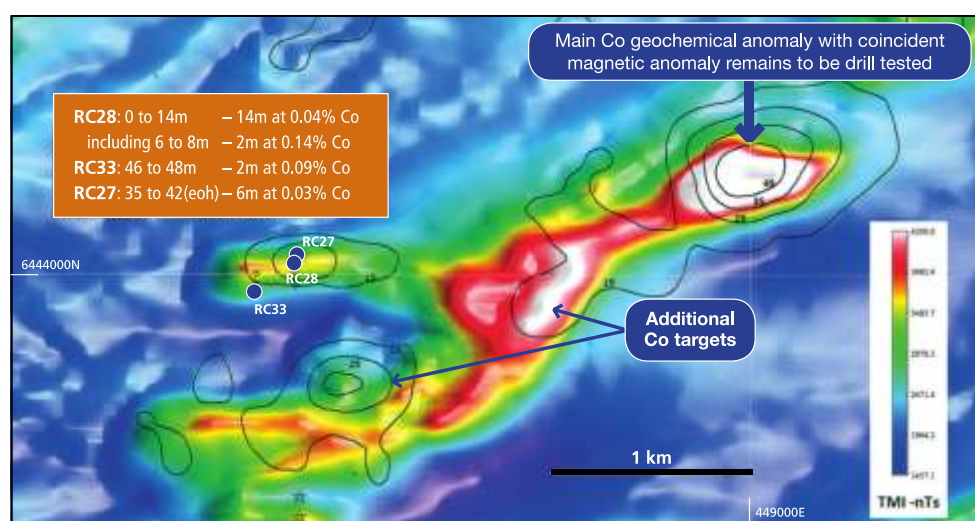 Main Co geochemical anomaly with coincident
magnetic anomaly remains to be drill tested
RC28: 0 to 14m – 14m at 0.04% Co
including 6 to 8m – 2m at 0.14% Co
RC33: 46 to 48m – 2m at 0.09% Co
RC27: 35 to 42(eoh) – 6m at 0.03% Co
RC27
6444000N
RC28
RC33
Additional
Co targets
1 km
449000E
TMI -nTs